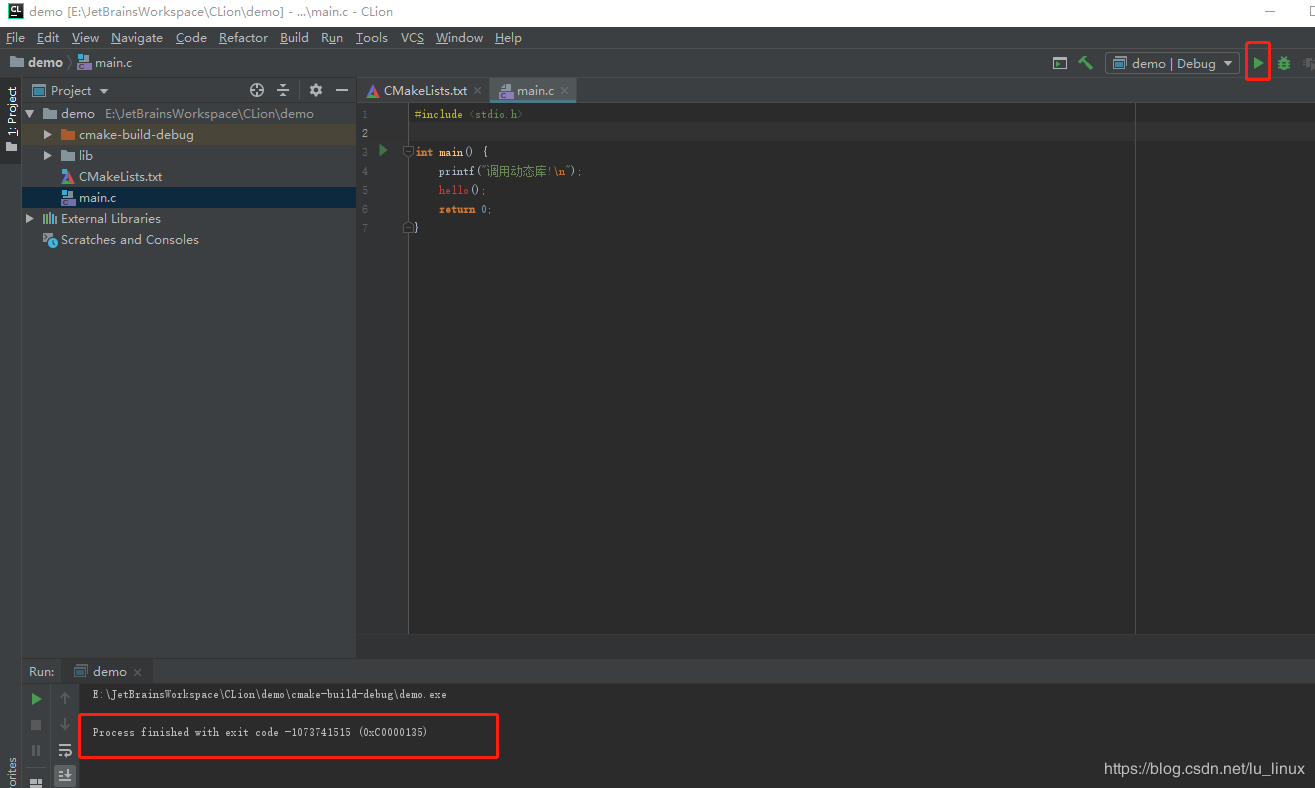 demo [E:\JetBrainsWorkspace\CLion\demo] - ...\main.c - CLion
File Edit View Navigate Code Refactor Build Run Tools VCS Window Help
demo main.c demo | Debug
1: Project
Project
CMakeLists.txt main.c
demo E:\JetBrainsWorkspace\CLion\demo
cmake-build-debug
lib
CMakeLists.txt
main.c
External Libraries
Scratches and Consoles
1 #include <stdio.h>
2
3 int main() {
4 printf("调用动态库!\n");
5 hello();
6 return 0;
7 }
Run: demo
E:\JetBrainsWorkspace\CLion\demo\cmake-build-debug\demo.exe
Process finished with exit code -1073741515 (0xC0000135)
https://blog.csdn.net/lu_linux